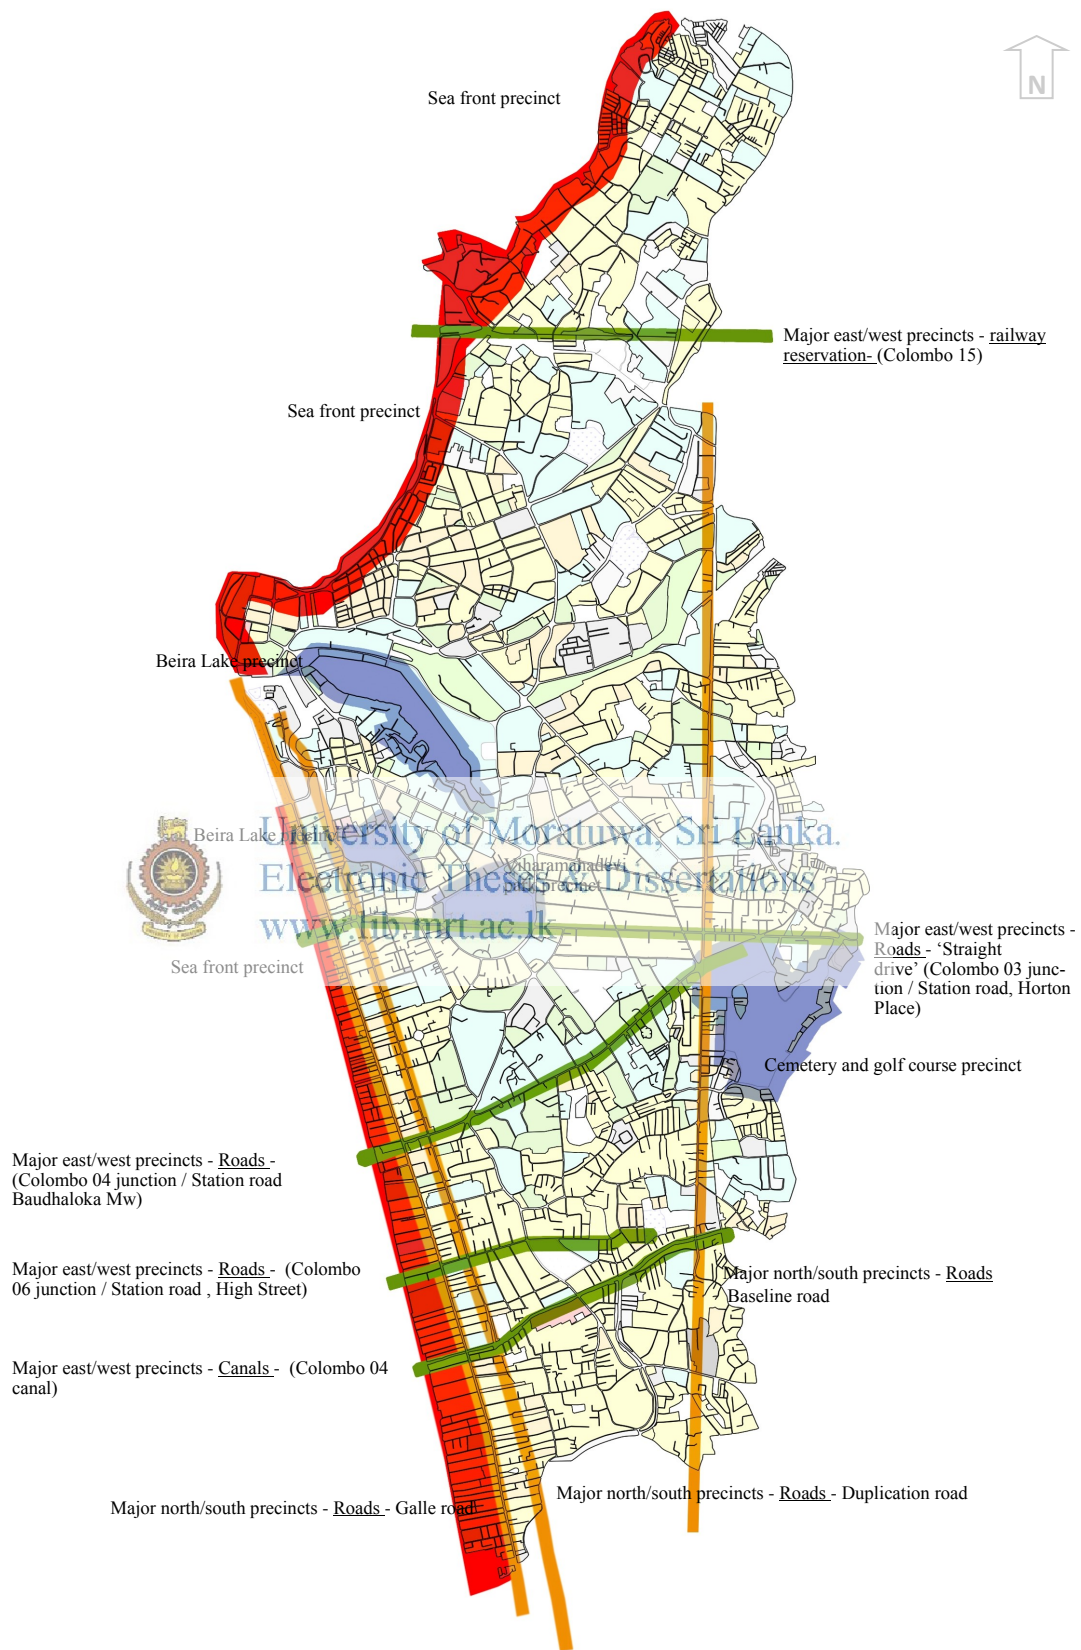 Sea front precinct
N
Major east/west precincts - railway
reservation- (Colombo 15)
Sea front precinct
Beira Lake precinct
Beira Lake precinct
University of Moratuwa, Sri Lanka.
Electronic Theses & Dissertations
www.lib.mrt.ac.lk
Viharamahadevi
park precinct
Sea front precinct
Major east/west precincts -
Roads - ‘Straight
drive’ (Colombo 03 junc-
tion / Station road, Horton
Place)
Cemetery and golf course precinct
Major east/west precincts - Roads -
(Colombo 04 junction / Station road
Baudhaloka Mw)
Major east/west precincts - Roads - (Colombo
06 junction / Station road , High Street)
Major north/south precincts - Roads
Baseline road
Major east/west precincts - Canals - (Colombo 04
canal)
Major north/south precincts - Roads - Duplication road
Major north/south precincts - Roads - Galle road